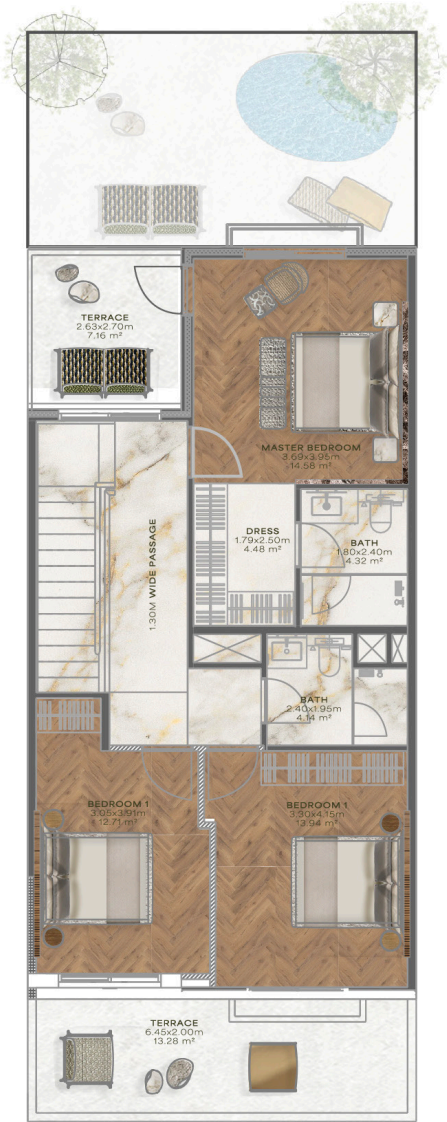 TERRACE
2.63x2.70m
7.16 m²
MASTER BEDROOM
3.69x3.95m
14.58 m²
DRESS
1.79x2.50m
4.48 m²
BATH
1.80x2.40m
4.32 m²
1.30M WIDE PASSAGE
BATH
2.40x1.95m
4.14 m²
BEDROOM 1
3.05x3.91m
12.71 m²
BEDROOM 1
3.30x4.15m
13.94 m²
TERRACE
6.45x2.00m
13.28 m²